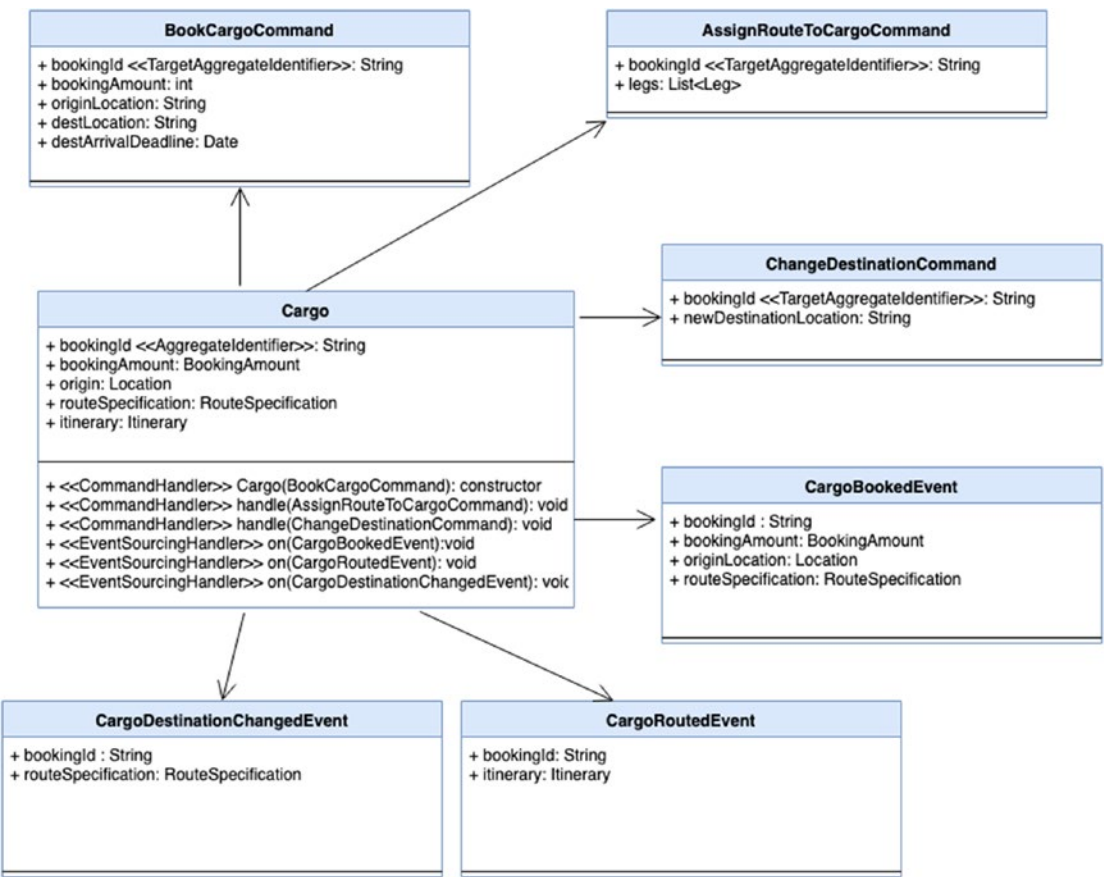 BookCargoCommand
+ bookingId <<TargetAggregateIdentifier>>: String
+ bookingAmount: int
+ originLocation: String
+ destLocation: String
+ destArrivalDeadline: Date
AssignRouteToCargoCommand
+ bookingId <<TargetAggregateIdentifier>>: String
+ legs: List<Leg>
ChangeDestinationCommand
+ bookingId <<TargetAggregateIdentifier>>: String
+ newDestinationLocation: String
Cargo
+ bookingId <<AggregateIdentifier>>: String
+ bookingAmount: BookingAmount
+ origin: Location
+ routeSpecification: RouteSpecification
+ itinerary: Itinerary
+ <<CommandHandler>> Cargo(BookCargoCommand): constructor
+ <<CommandHandler>> handle(AssignRouteToCargoCommand): void
+ <<CommandHandler>> handle(ChangeDestinationCommand): void
+ <<EventSourcingHandler>> on(CargoBookedEvent):void
+ <<EventSourcingHandler>> on(CargoRoutedEvent): void
+ <<EventSourcingHandler>> on(CargoDestinationChangedEvent): void
CargoBookedEvent
+ bookingId : String
+ bookingAmount: BookingAmount
+ originLocation: Location
+ routeSpecification: RouteSpecification
CargoDestinationChangedEvent
+ bookingId : String
+ routeSpecification: RouteSpecification
CargoRoutedEvent
+ bookingId: String
+ itinerary: Itinerary